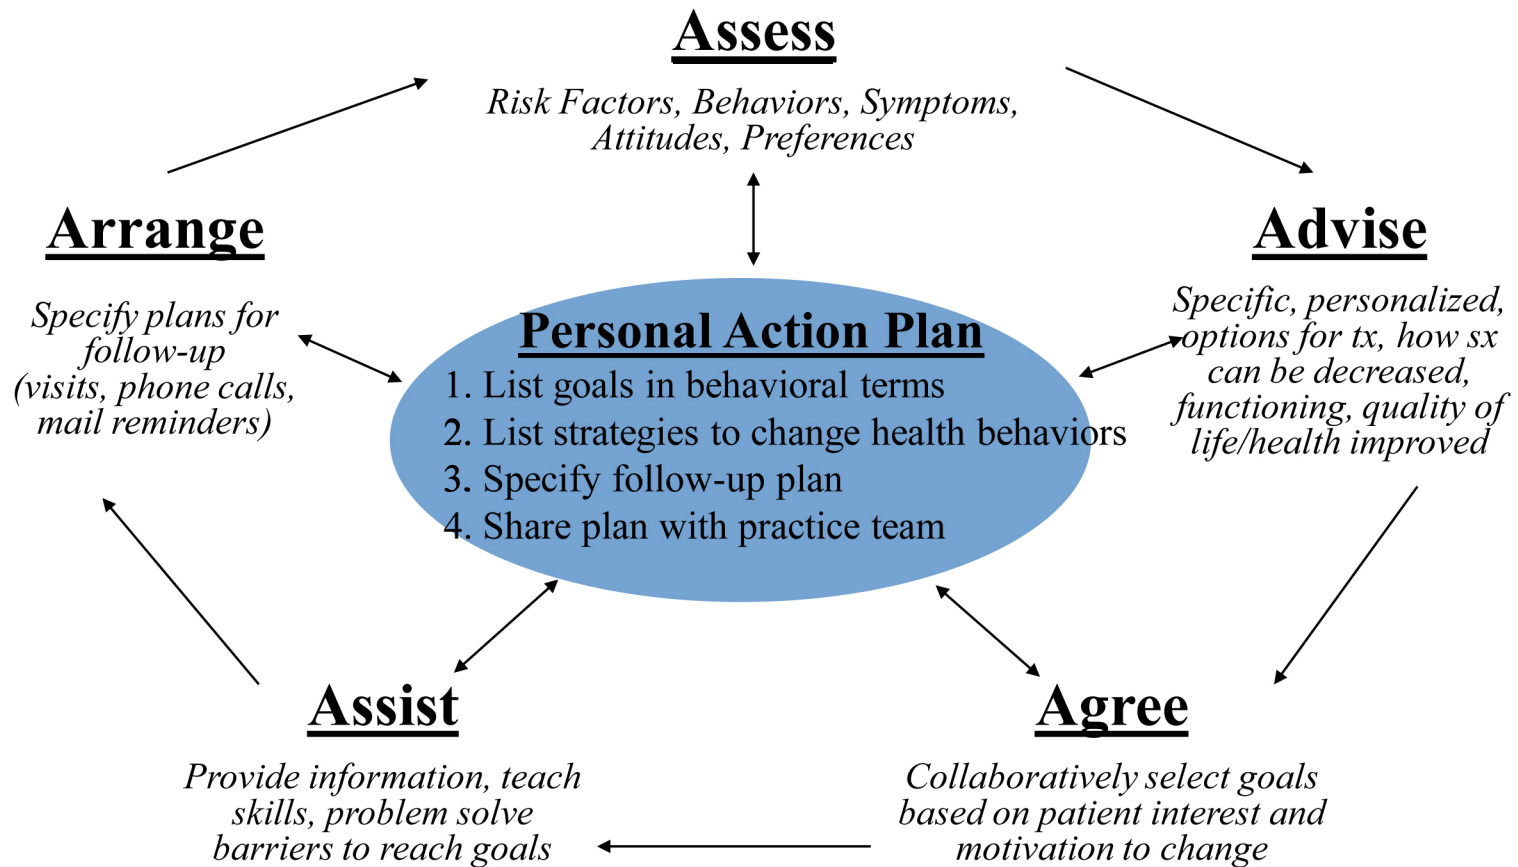 Assess
Risk Factors, Behaviors, Symptoms,
Attitudes, Preferences
Arrange
Specify plans for
follow-up
(visits, phone calls,
mail reminders)
Advise
Specific, personalized,
options for tx, how sx
can be decreased,
functioning, quality of
life/health improved
Personal Action Plan
1. List goals in behavioral terms
2. List strategies to change health behaviors
3. Specify follow-up plan
4. Share plan with practice team
Assist
Provide information, teach
skills, problem solve
barriers to reach goals
Agree
Collaboratively select goals
based on patient interest and
motivation to change